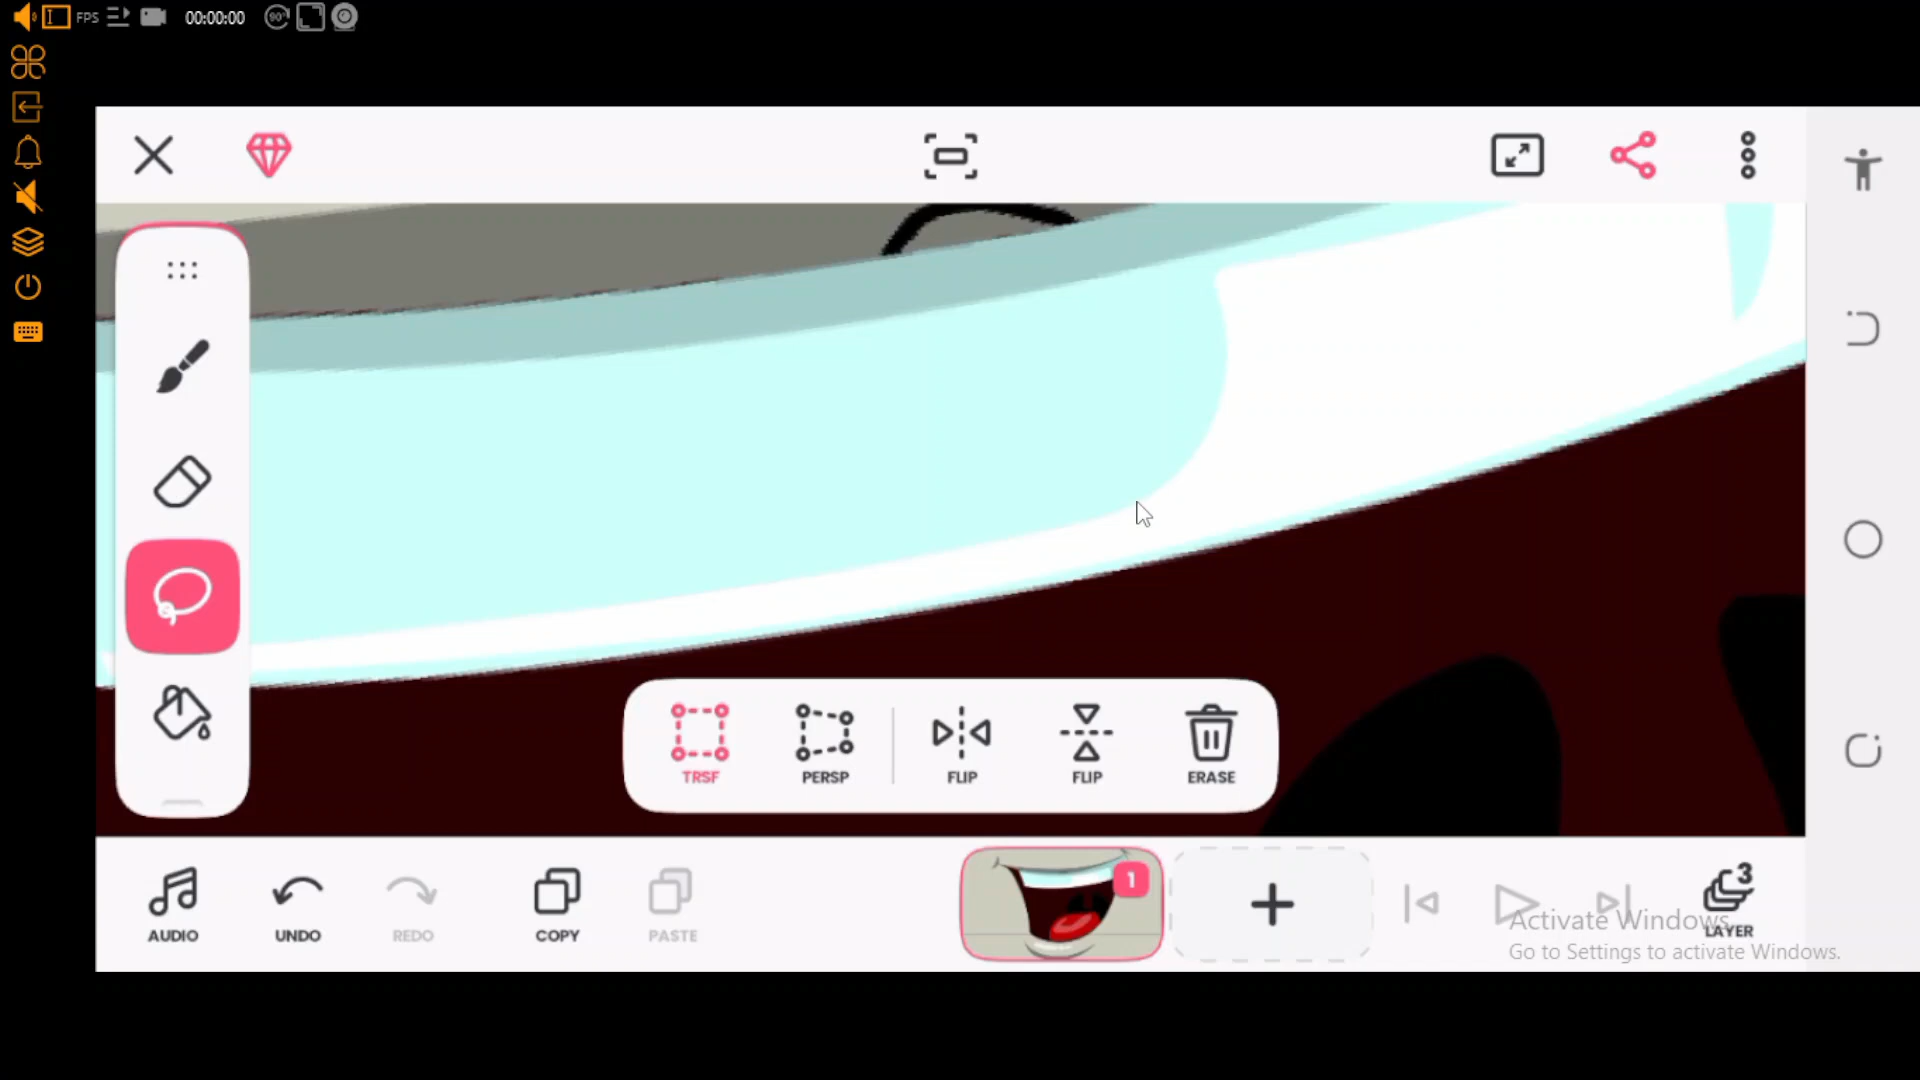 FPS 00:00:00 90°
TRSF PERSP FLIP FLIP ERASE
1
3
AUDIO UNDO REDO COPY PASTE LAYER
Activate Windows
Go to Settings to activate Windows.